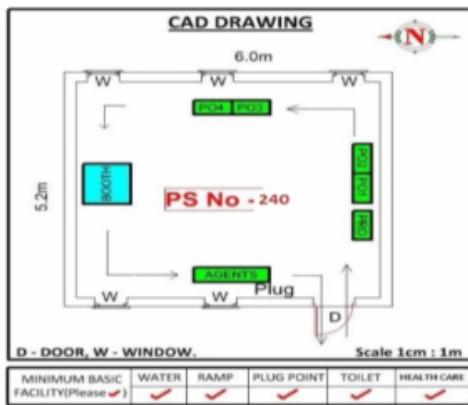 CAD DRAWING
N
6.0m
W W W
PO4 PO3
PO2
PO1
PRO
BOOTH
5.2m
PS No - 240
AGENTS
Plug
W W
D
D - DOOR, W - WINDOW.
Scale 1cm : 1m
MINIMUM BASIC FACILITY(Please ✓) WATER RAMP PLUG POINT TOILET HEALTH CARE
✓ ✓ ✓ ✓ ✓